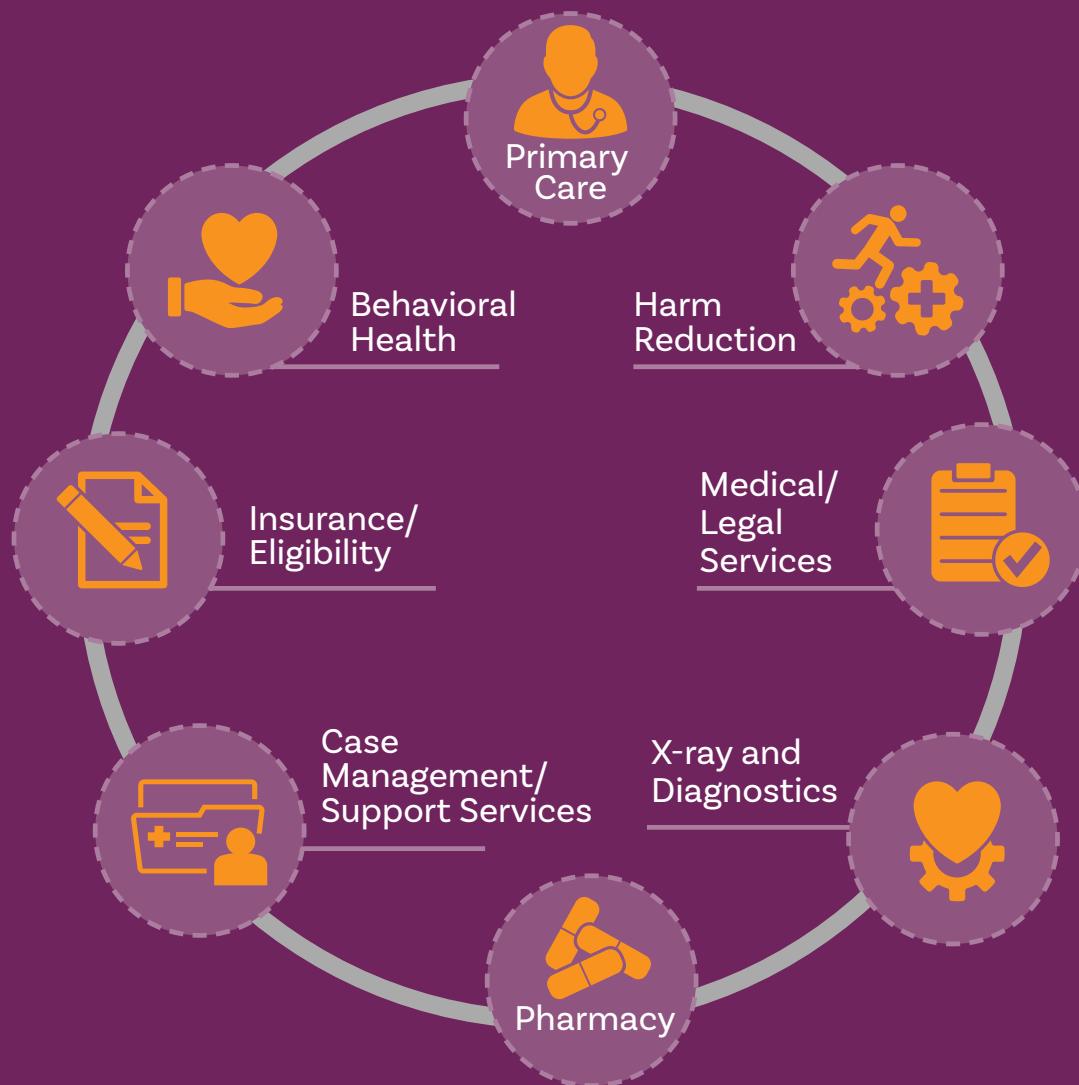 Primary
Care
Behavioral
Health
Harm
Reduction
Insurance/
Eligibility
Medical/
Legal
Services
Case
Management/
Support Services
X-ray and
Diagnostics
Pharmacy